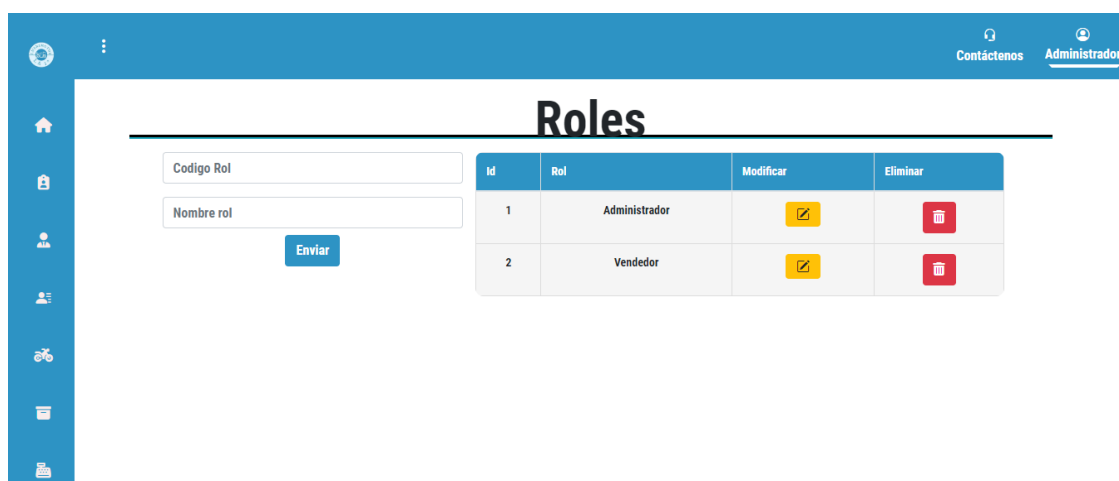 Contáctenos
Administrador
Roles
Codigo Rol
Nombre rol
Enviar
Id Rol Modificar Eliminar
1 Administrador
2 Vendedor